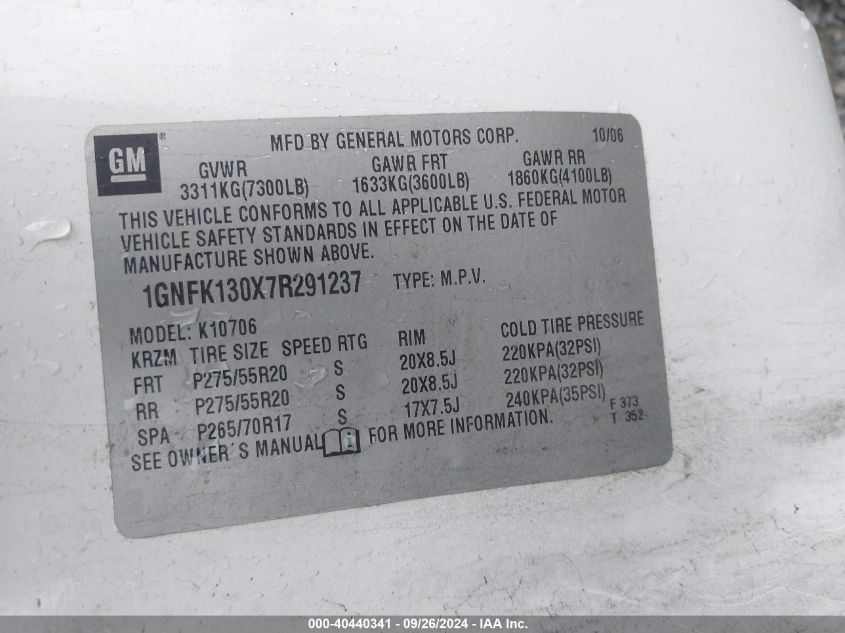 GM
MFD BY GENERAL MOTORS CORP. 10/06
GVWR GAWR FRT GAWR RR
3311KG(7300LB) 1633KG(3600LB) 1860KG(4100LB)
THIS VEHICLE CONFORMS TO ALL APPLICABLE U.S. FEDERAL MOTOR
VEHICLE SAFETY STANDARDS IN EFFECT ON THE DATE OF
MANUFACTURE SHOWN ABOVE.
1GNFK130X7R291237 TYPE: M.P.V.
MODEL: K10706
KRZM TIRE SIZE SPEED RTG RIM COLD TIRE PRESSURE
FRT P275/55R20 S 20X8.5J 220KPA(32PSI)
RR P275/55R20 S 20X8.5J 220KPA(32PSI)
SPA P265/70R17 S 17X7.5J 240KPA(35PSI)
SEE OWNER'S MANUAL i FOR MORE INFORMATION.
F 373
T 352
000-40440341 - 09/26/2024 - IAA Inc.